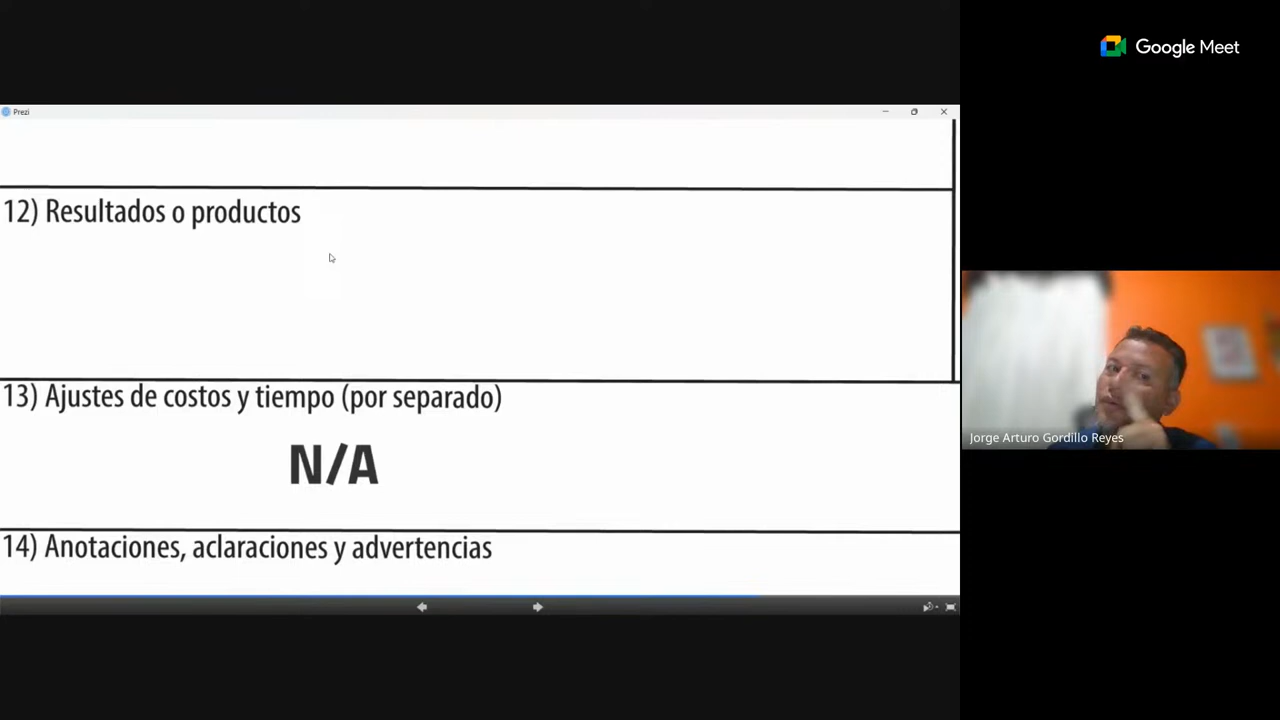 Google Meet
Prezi
12) Resultados o productos
13) Ajustes de costos y tiempo (por separado)
N/A
14) Anotaciones, aclaraciones y advertencias
Jorge Arturo Gordillo Reyes